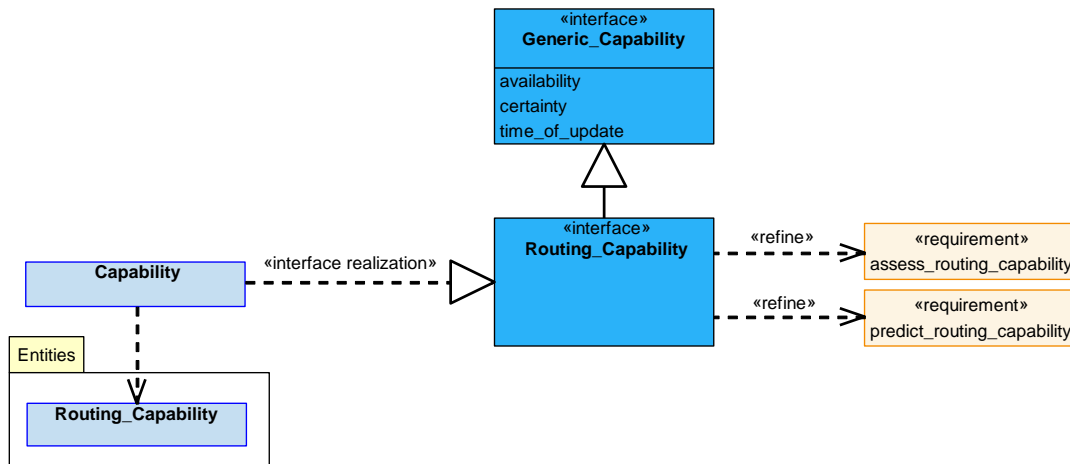 «interface»
Generic_Capability
availability
certainty
time_of_update
«interface»
Routing_Capability
«refine»
«requirement»
assess_routing_capability
Capability
«interface realization»
«refine»
«requirement»
predict_routing_capability
Entities
Routing_Capability